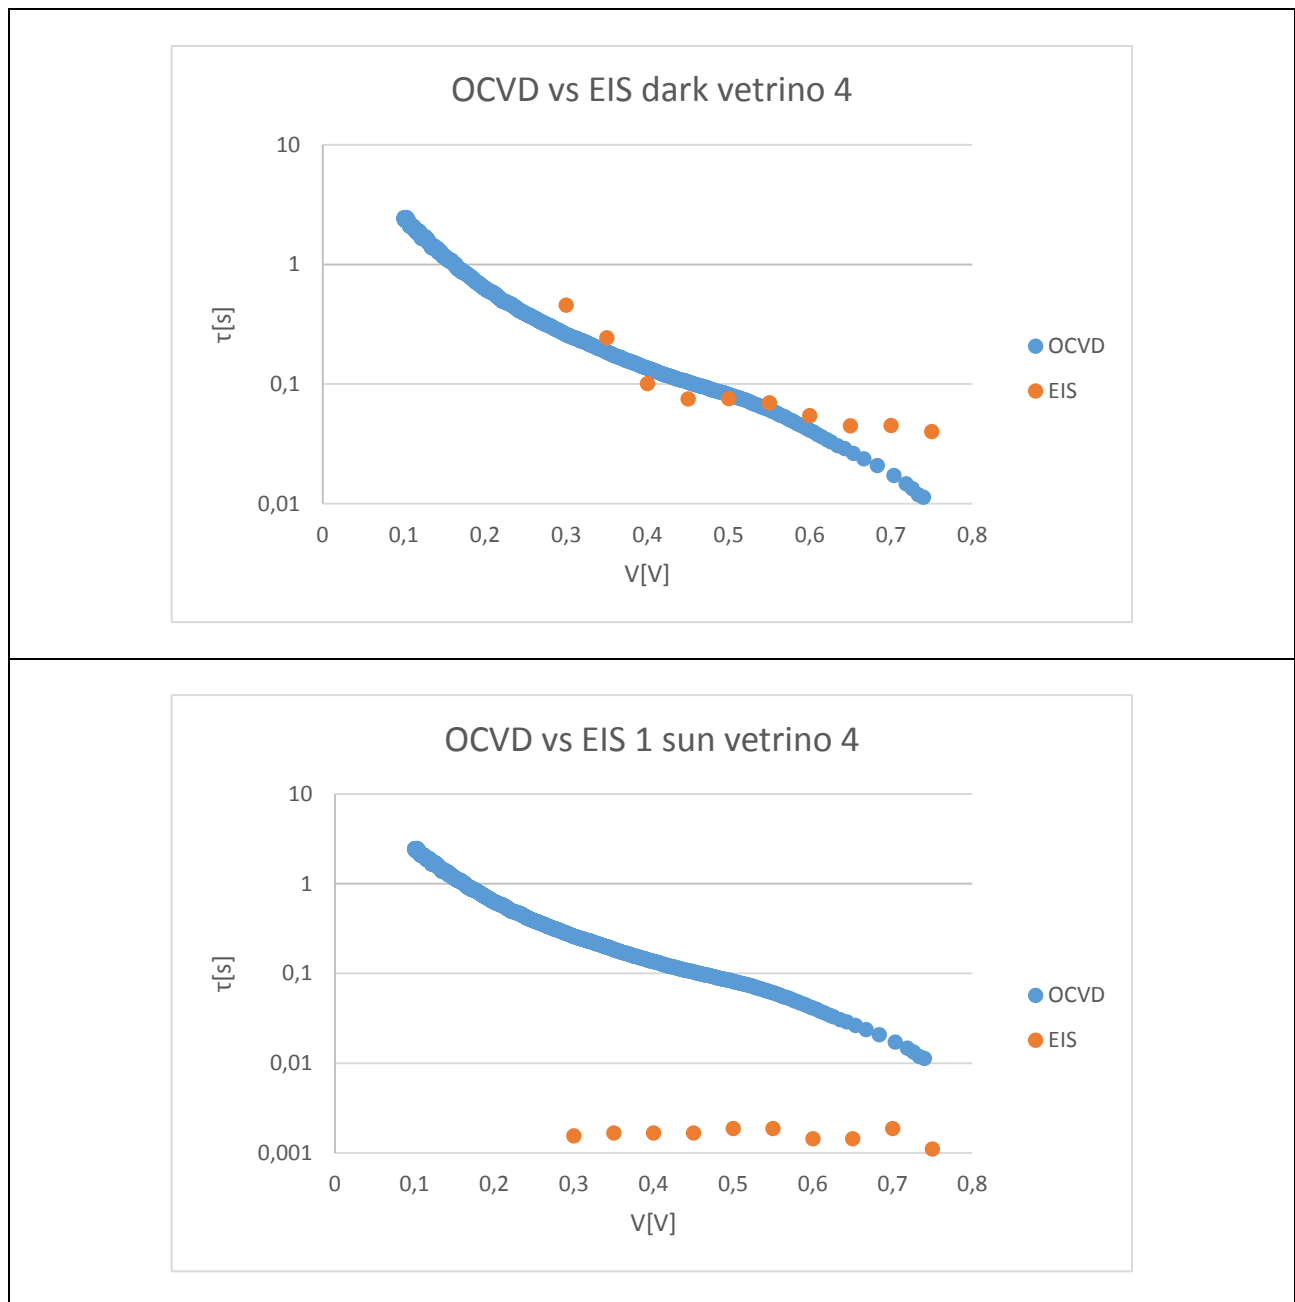 OCVD vs EIS dark vetrino 4
10
1
0,1
0,01
τ[s]
0 0,1 0,2 0,3 0,4 0,5 0,6 0,7 0,8
V[V]
OCVD
EIS
OCVD vs EIS 1 sun vetrino 4
10
1
0,1
0,01
0,001
τ[s]
0 0,1 0,2 0,3 0,4 0,5 0,6 0,7 0,8
V[V]
OCVD
EIS